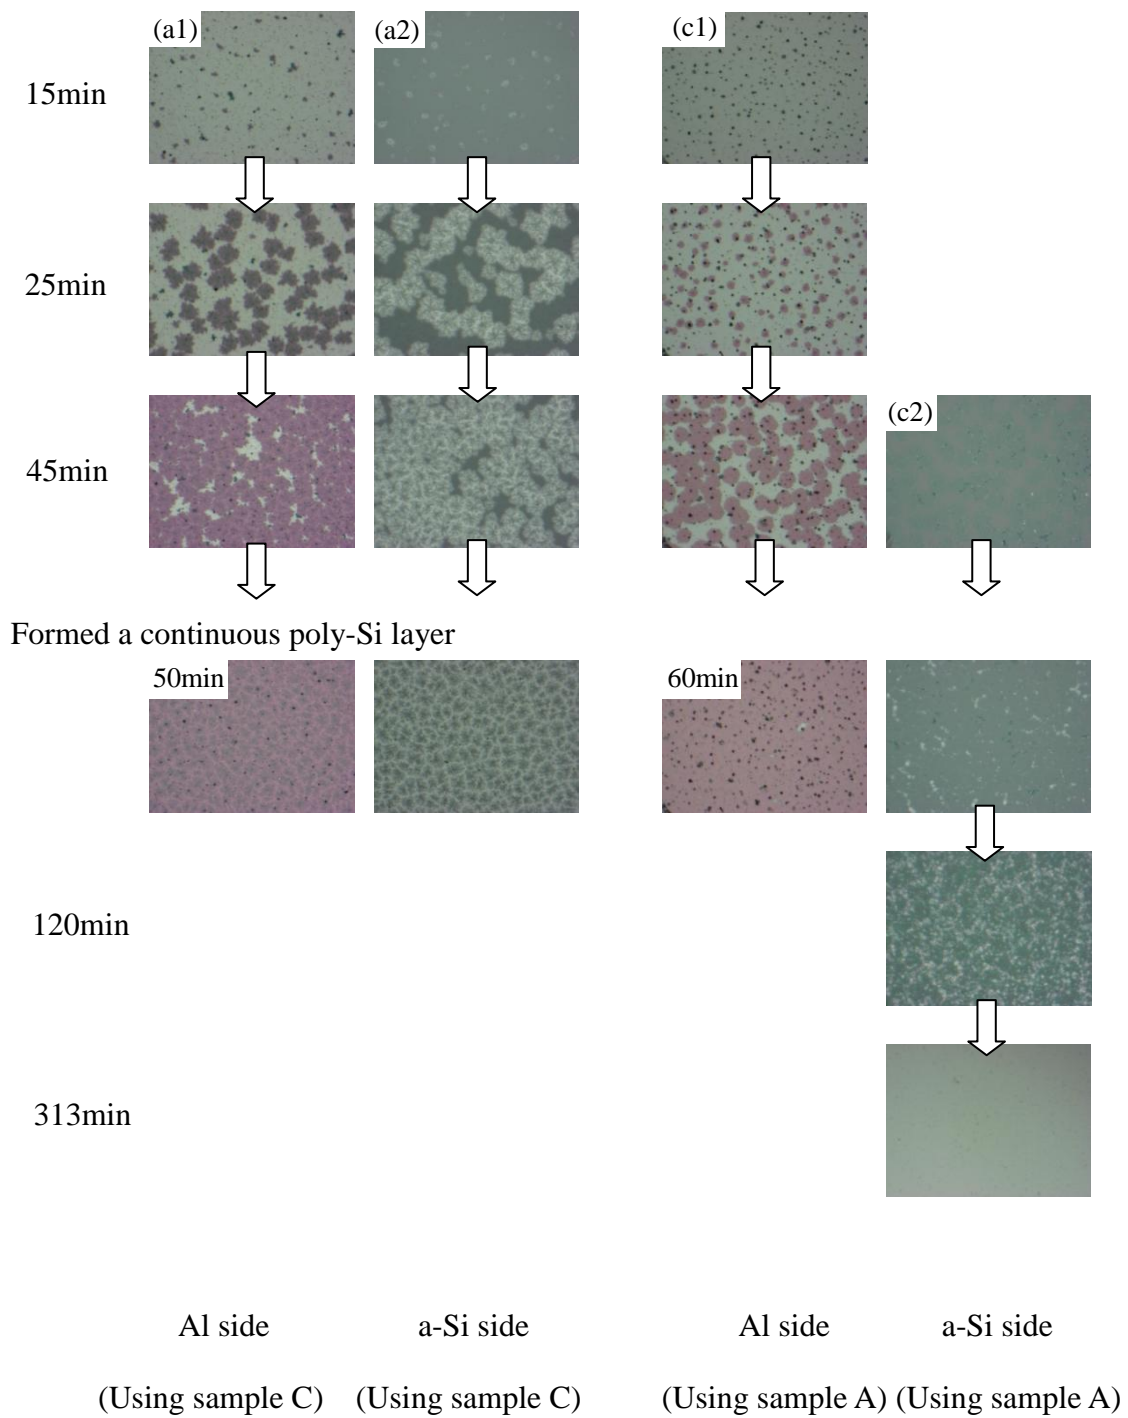 (a1)
(a2)
(c1)
15min
25min
(c2)
45min
Formed a continuous poly-Si layer
50min
60min
120min
313min
Al side
a-Si side
Al side
a-Si side
(Using sample C)
(Using sample C)
(Using sample A)
(Using sample A)